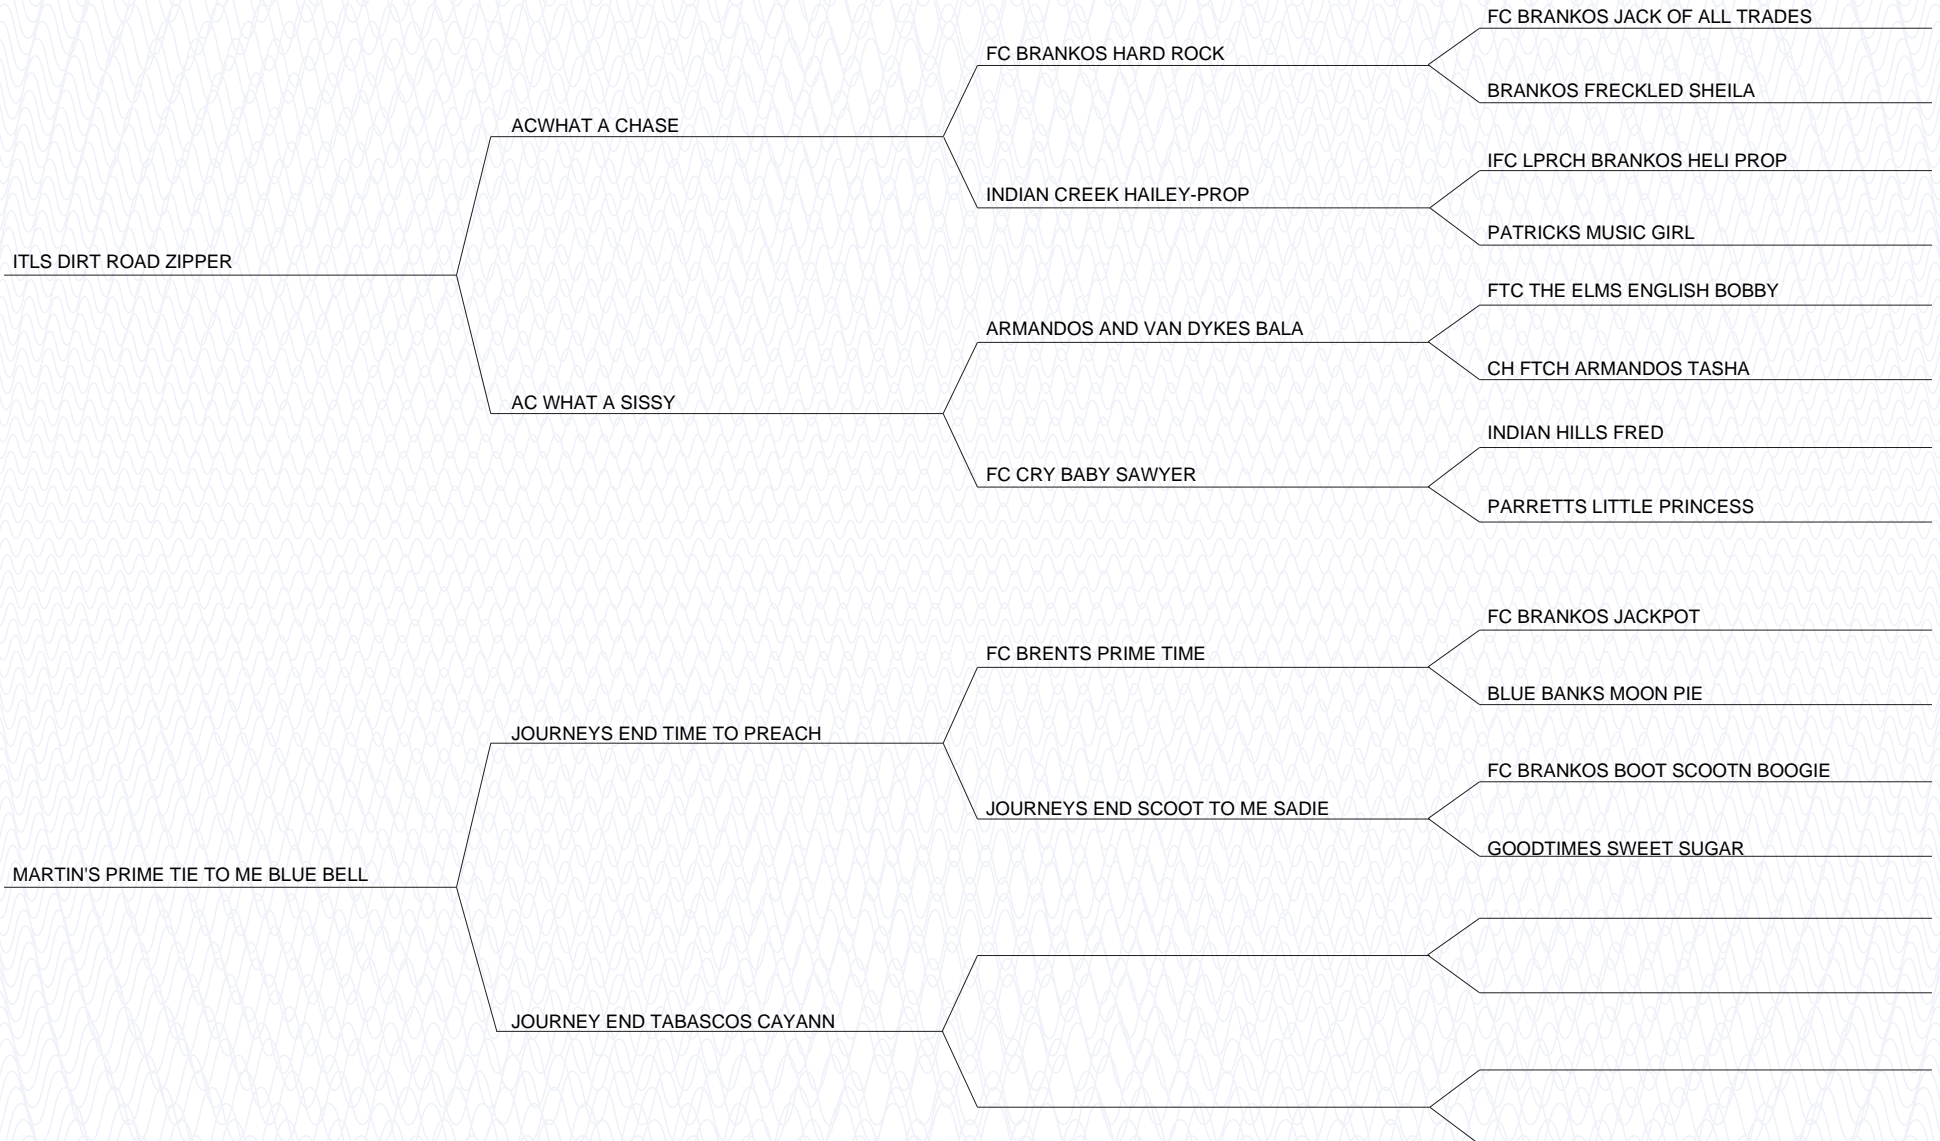 FC BRANKOS JACK OF ALL TRADES
FC BRANKOS HARD ROCK
BRANKOS FRECKLED SHEILA
ACWHAT A CHASE
IFC LPRCH BRANKOS HELI PROP
INDIAN CREEK HAILEY-PROP
PATRICKS MUSIC GIRL
ITLS DIRT ROAD ZIPPER
FTC THE ELMS ENGLISH BOBBY
ARMANDOS AND VAN DYKES BALA
CH FTCH ARMANDOS TASHA
AC WHAT A SISSY
INDIAN HILLS FRED
FC CRY BABY SAWYER
PARRETTS LITTLE PRINCESS
FC BRANKOS JACKPOT
FC BRENTS PRIME TIME
BLUE BANKS MOON PIE
JOURNEYS END TIME TO PREACH
FC BRANKOS BOOT SCOOTN BOOGIE
JOURNEYS END SCOOT TO ME SADIE
GOODTIMES SWEET SUGAR
MARTIN'S PRIME TIE TO ME BLUE BELL
JOURNEY END TABASCOS CAYANN